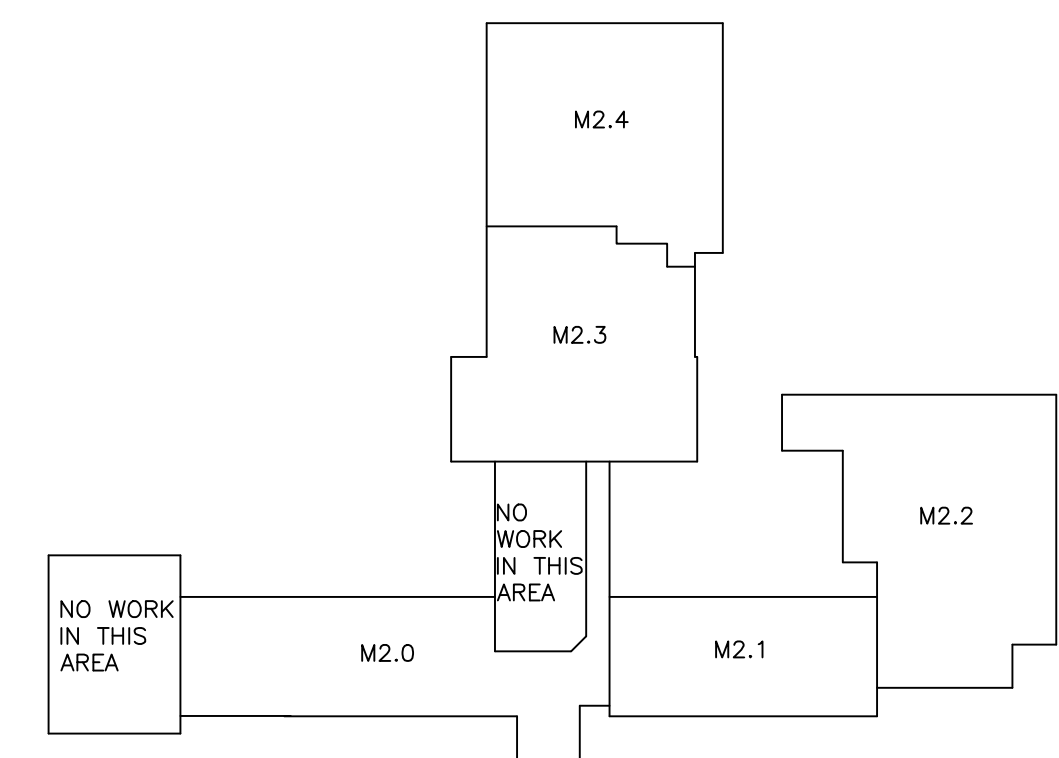 M2.4
M2.3
M2.2
NO
WORK
IN THIS
AREA
NO WORK
IN THIS
AREA
M2.0
M2.1